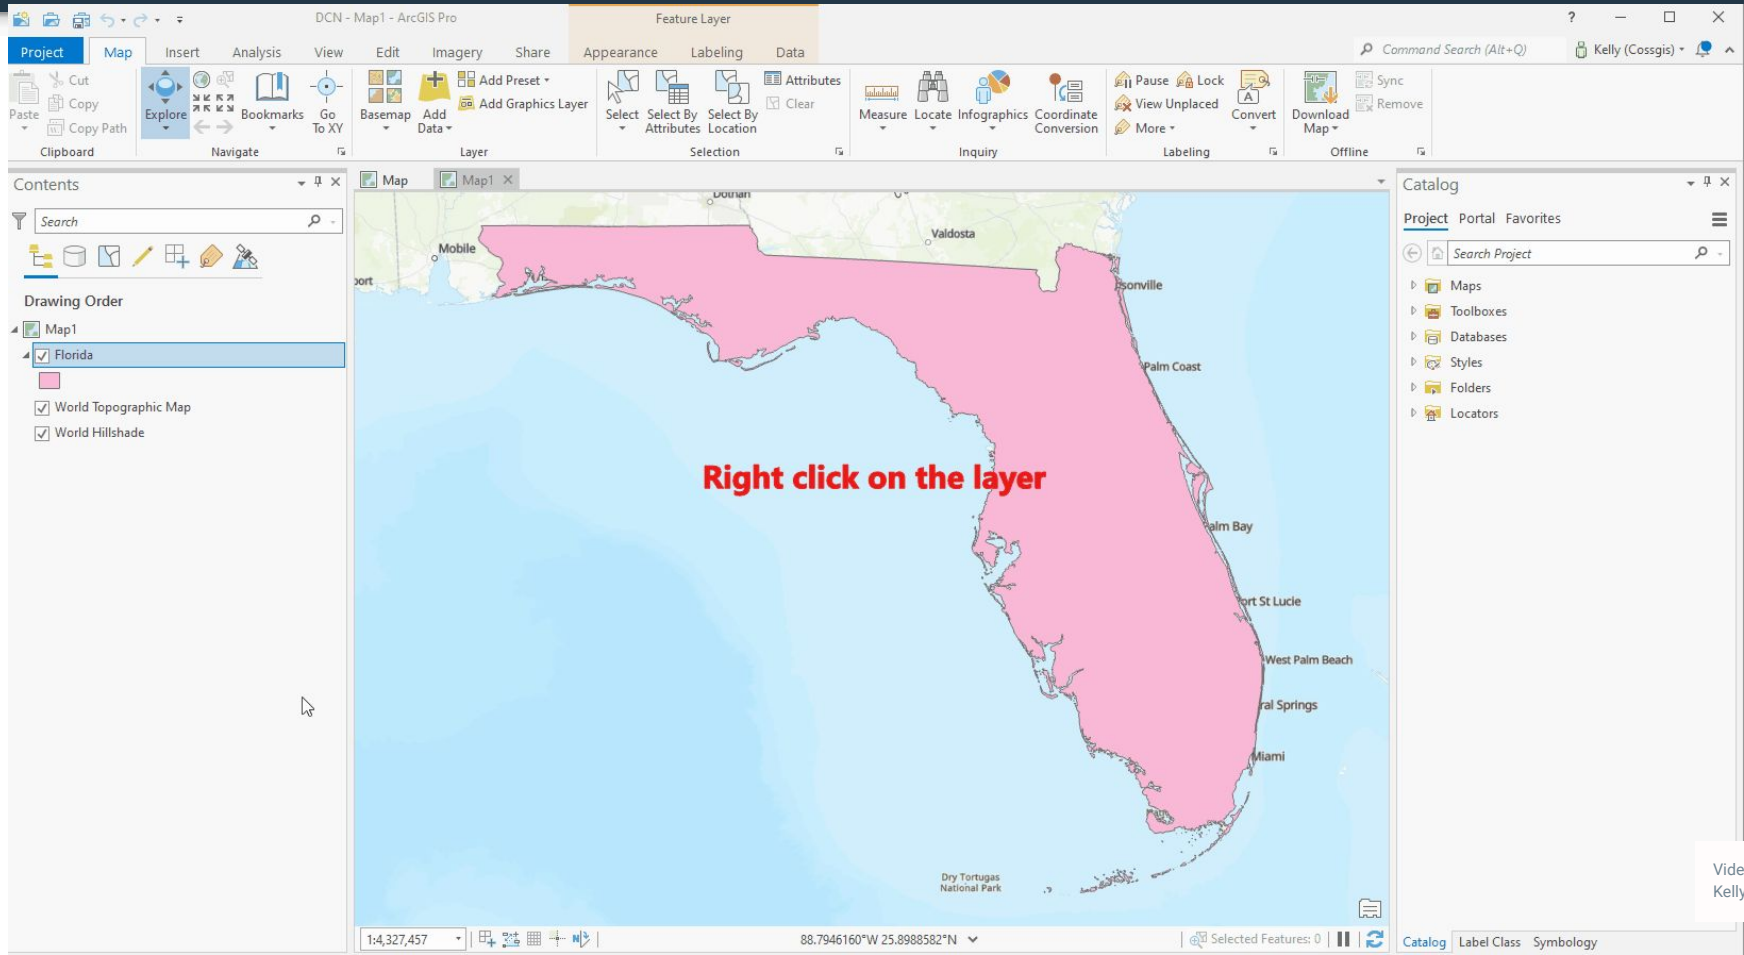 DCN - Map1 - ArcGIS Pro
Feature Layer
?
Project Map Insert Analysis View Edit Imagery Share Appearance Labeling Data
Command Search (Alt+Q)
Kelly (Cossgis)
Paste
Cut
Copy
Copy Path
Clipboard
Explore
Bookmarks
Go
To XY
Navigate
Basemap
Add
Data
Add Preset
Add Graphics Layer
Layer
Select
Select By
Attributes
Select By
Location
Attributes
Clear
Selection
Measure
Locate
Infographics
Coordinate
Conversion
Inquiry
Pause
Lock
View Unplaced
More
Convert
Labeling
Download
Map
Sync
Remove
Offline
Contents
Search
Drawing Order
Map1
Florida
World Topographic Map
World Hillshade
Map
Map1
Dothan
Valdosta
Mobile
port
sonville
Palm Coast
Right click on the layer
alm Bay
ort St Lucie
West Palm Beach
ral Springs
Miami
Dry Tortugas
National Park
1:4,327,457
88.7946160°W 25.8988582°N
Selected Features: 0
Catalog
Project Portal Favorites
Search Project
Maps
Toolboxes
Databases
Styles
Folders
Locators
Vide
Kelly
Catalog Label Class Symbology